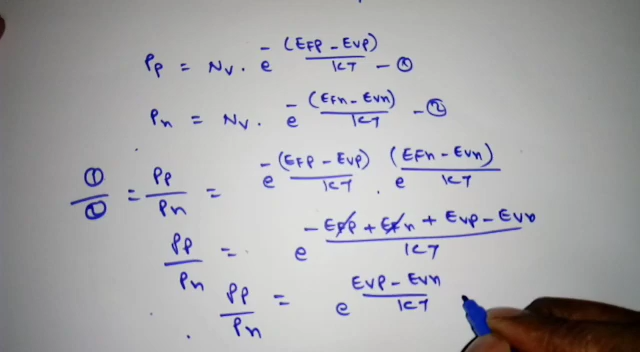 Pp = Nv . e^-(EFp - Evp)/KT - ①
Pn = Nv . e^-(EFn - Evn)/KT - ②
①/② = Pp/Pn = e^-(EFp - Evp)/KT . e^(EFn - Evn)/KT
Pp/Pn = e^-EFp + EFn + Evp - Evn/KT
Pp/Pn = e^Evp - Evn/KT